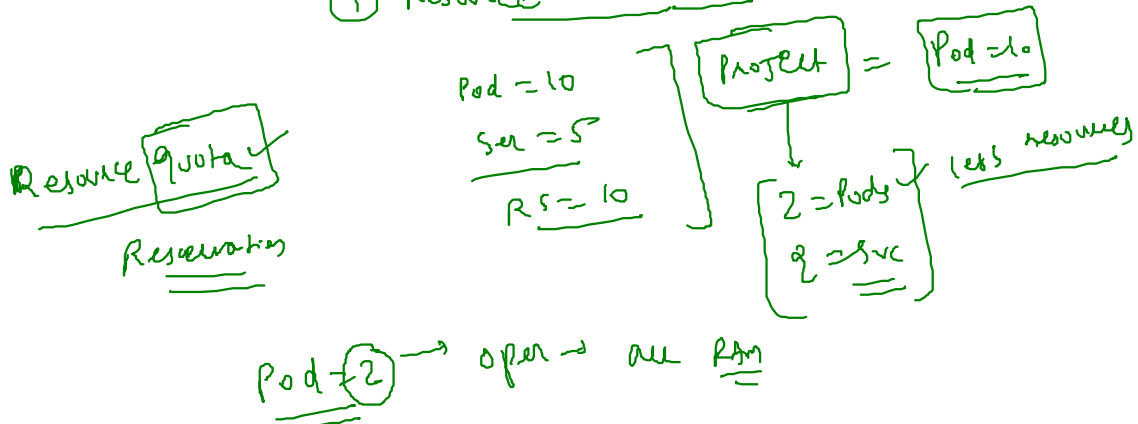 Pod = 10
Ser = 5
RS = 10
Project = Pod = 10
Resource quota
Reservation
2 = Pods
2 = svc
less resources
Pod = 2 → open → all RAM